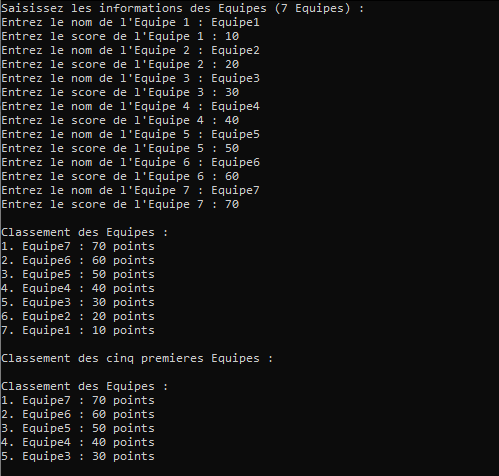 Saisissez les informations des Equipes (7 Equipes) :
Entrez le nom de l'Equipe 1 : Equipe1
Entrez le score de l'Equipe 1 : 10
Entrez le nom de l'Equipe 2 : Equipe2
Entrez le score de l'Equipe 2 : 20
Entrez le nom de l'Equipe 3 : Equipe3
Entrez le score de l'Equipe 3 : 30
Entrez le nom de l'Equipe 4 : Equipe4
Entrez le score de l'Equipe 4 : 40
Entrez le nom de l'Equipe 5 : Equipe5
Entrez le score de l'Equipe 5 : 50
Entrez le nom de l'Equipe 6 : Equipe6
Entrez le score de l'Equipe 6 : 60
Entrez le nom de l'Equipe 7 : Equipe7
Entrez le score de l'Equipe 7 : 70
Classement des Equipes :
1. Equipe7 : 70 points
2. Equipe6 : 60 points
3. Equipe5 : 50 points
4. Equipe4 : 40 points
5. Equipe3 : 30 points
6. Equipe2 : 20 points
7. Equipe1 : 10 points
Classement des cinq premieres Equipes :
Classement des Equipes :
1. Equipe7 : 70 points
2. Equipe6 : 60 points
3. Equipe5 : 50 points
4. Equipe4 : 40 points
5. Equipe3 : 30 points